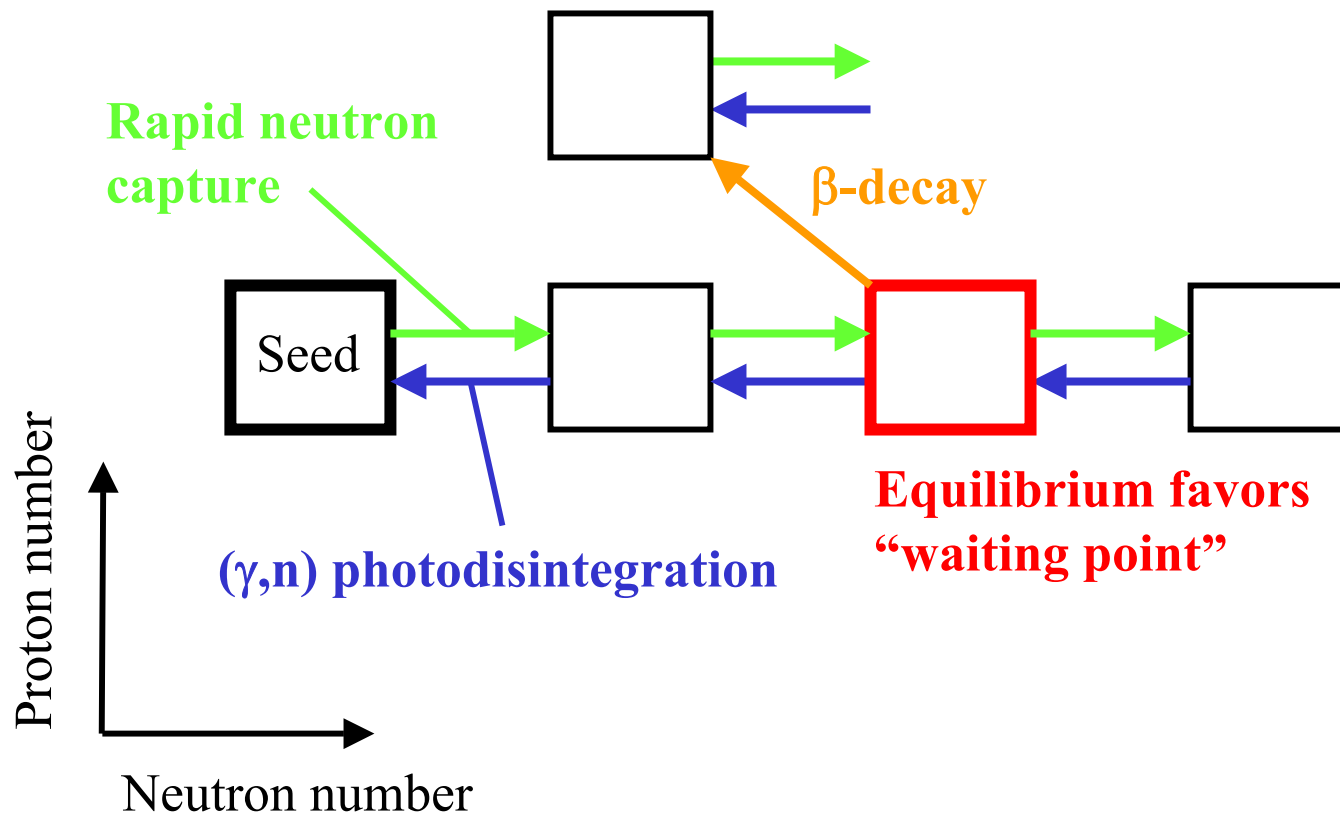 Rapid neutron
capture
β-decay
Seed
Equilibrium favors
“waiting point”
(γ,n) photodisintegration
Proton number
Neutron number